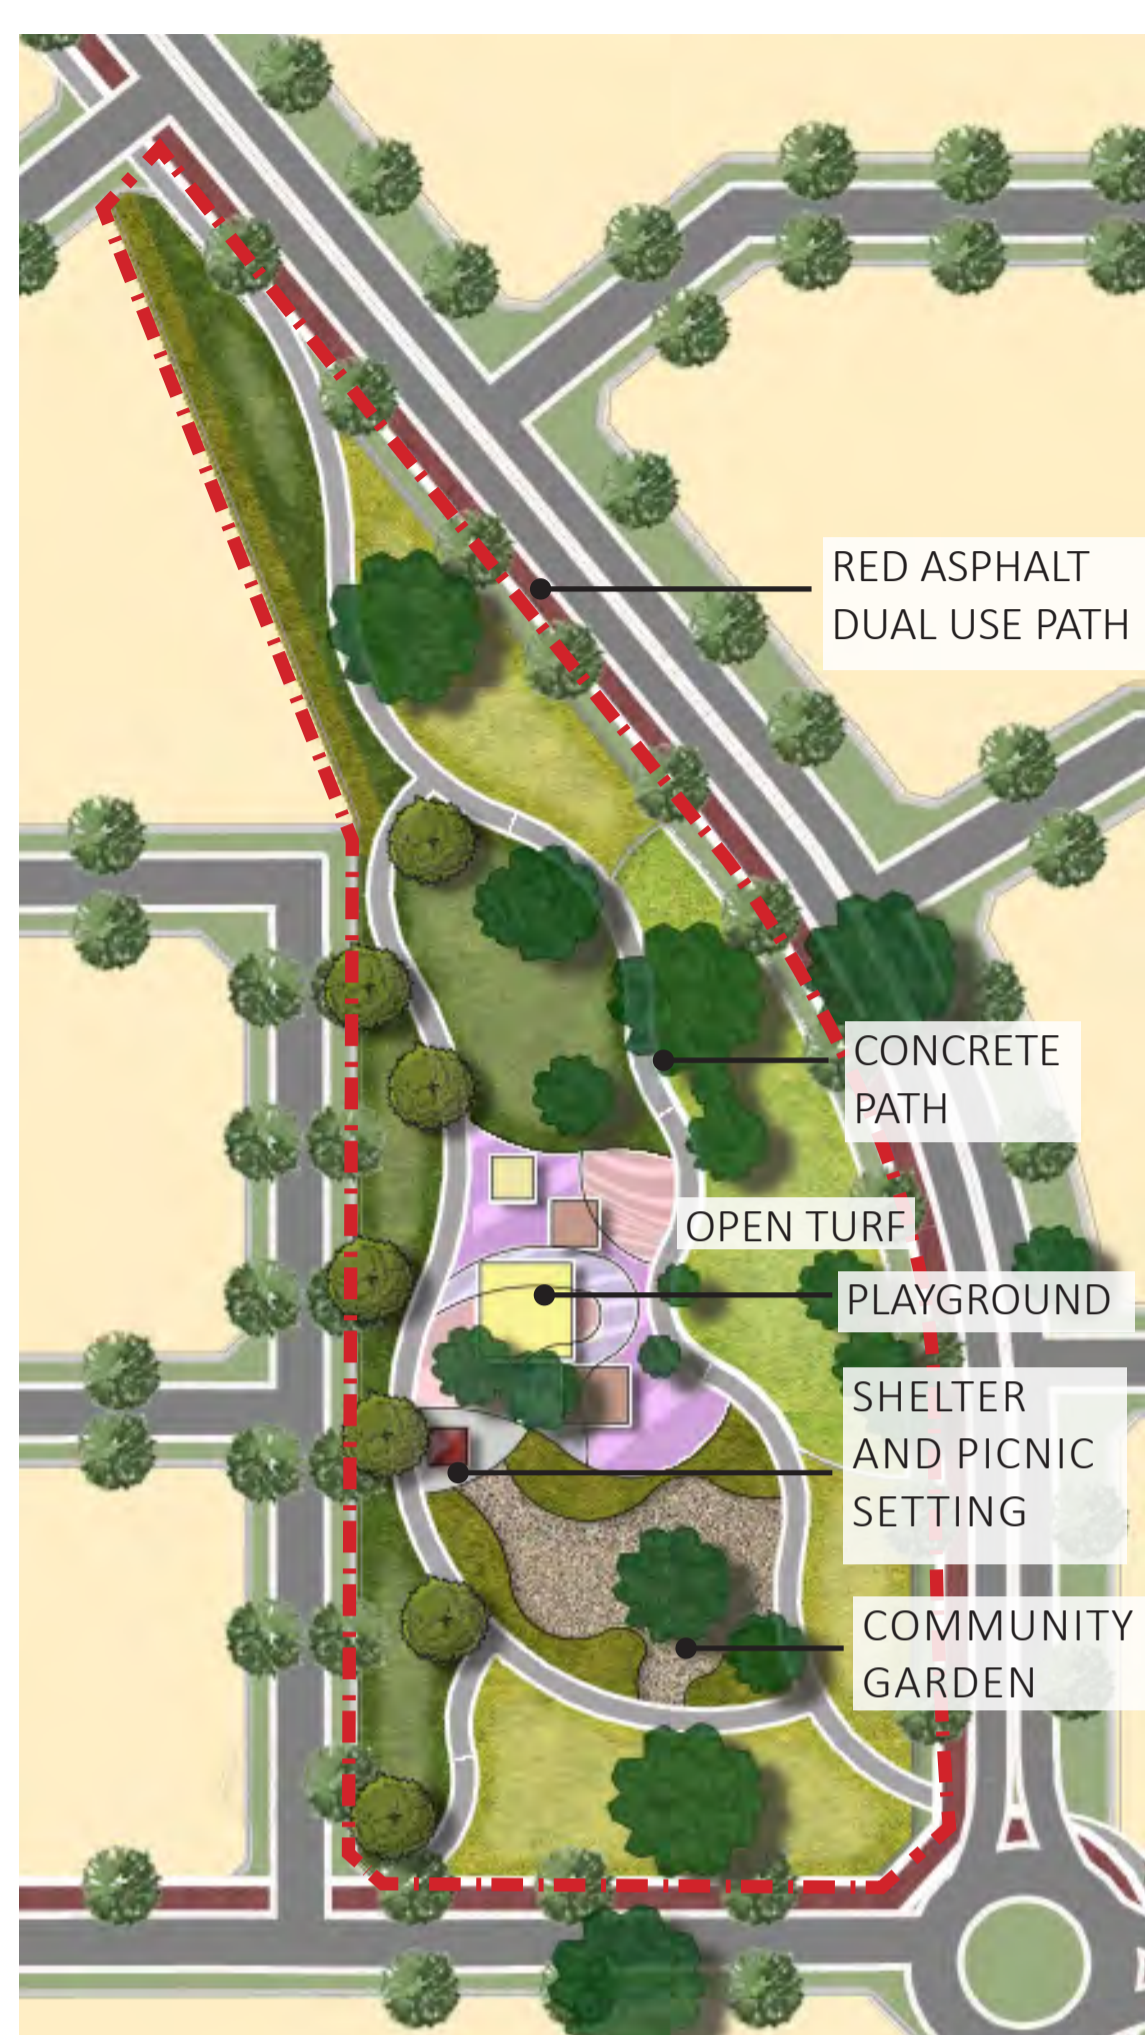 RED ASPHALT
DUAL USE PATH
CONCRETE
PATH
OPEN TURF
PLAYGROUND
SHELTER
AND PICNIC
SETTING
COMMUNITY
GARDEN